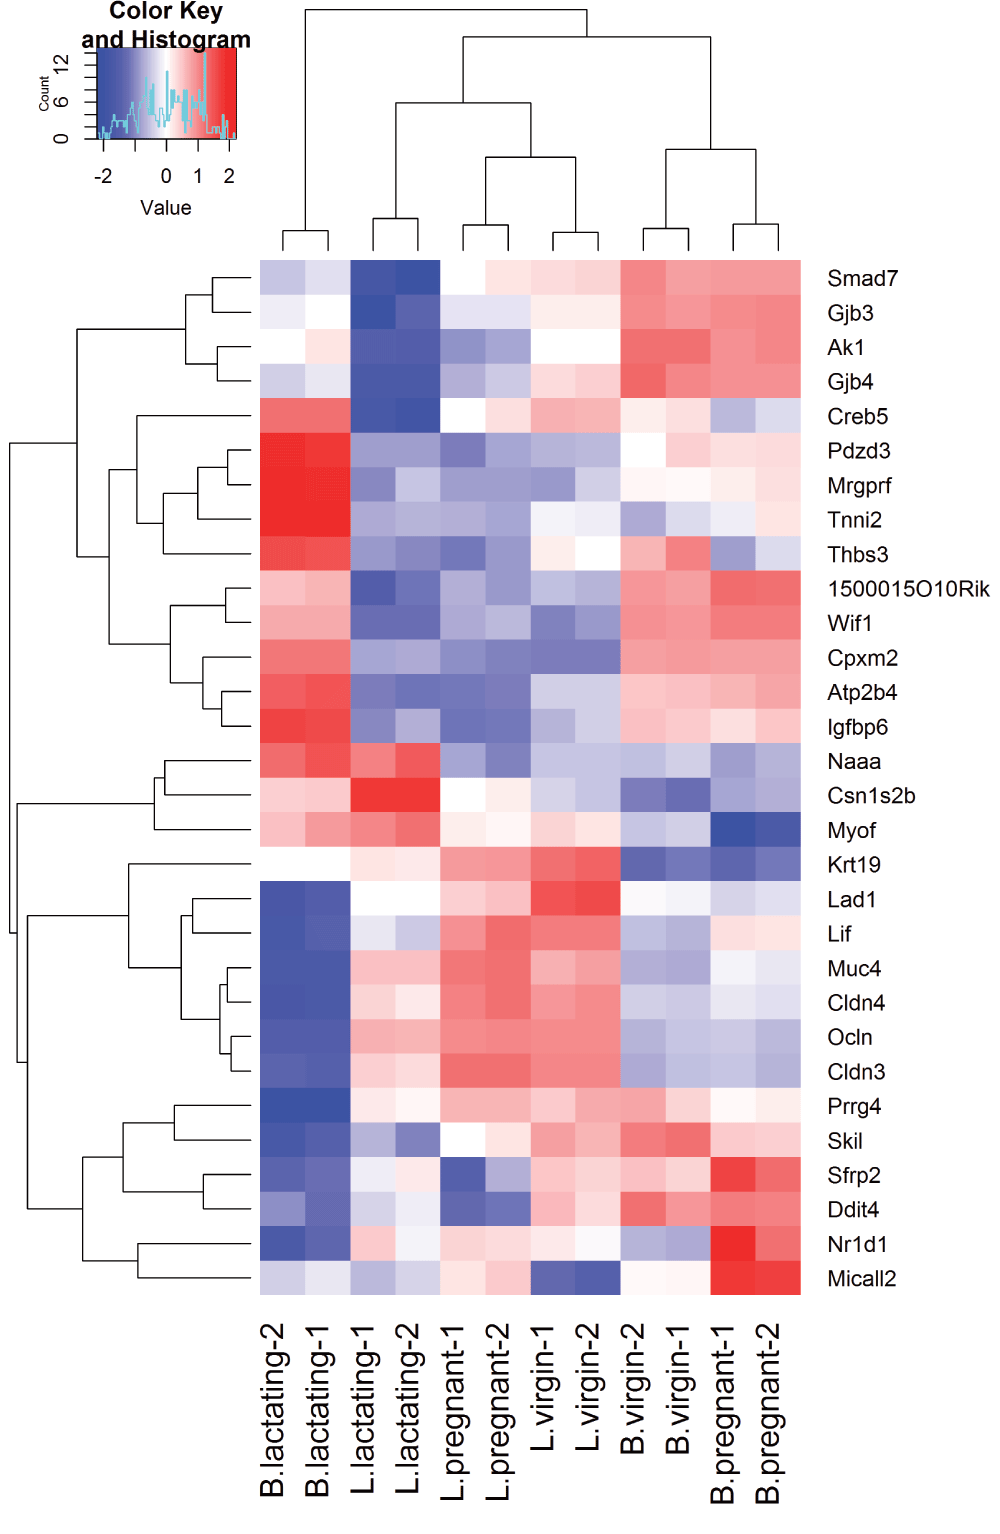 Color Key
and Histogram
Count
0 6 12
-2 0 1 2
Value
Smad7
Gjb3
Ak1
Gjb4
Creb5
Pdzd3
Mrgprf
Tnni2
Thbs3
1500015O10Rik
Wif1
Cpxm2
Atp2b4
Igfbp6
Naaa
Csn1s2b
Myof
Krt19
Lad1
Lif
Muc4
Cldn4
Ocln
Cldn3
Prrg4
Skil
Sfrp2
Ddit4
Nr1d1
Micall2
B.lactating-2
B.lactating-1
L.lactating-1
L.lactating-2
L.pregnant-1
L.pregnant-2
L.virgin-1
L.virgin-2
B.virgin-2
B.virgin-1
B.pregnant-1
B.pregnant-2